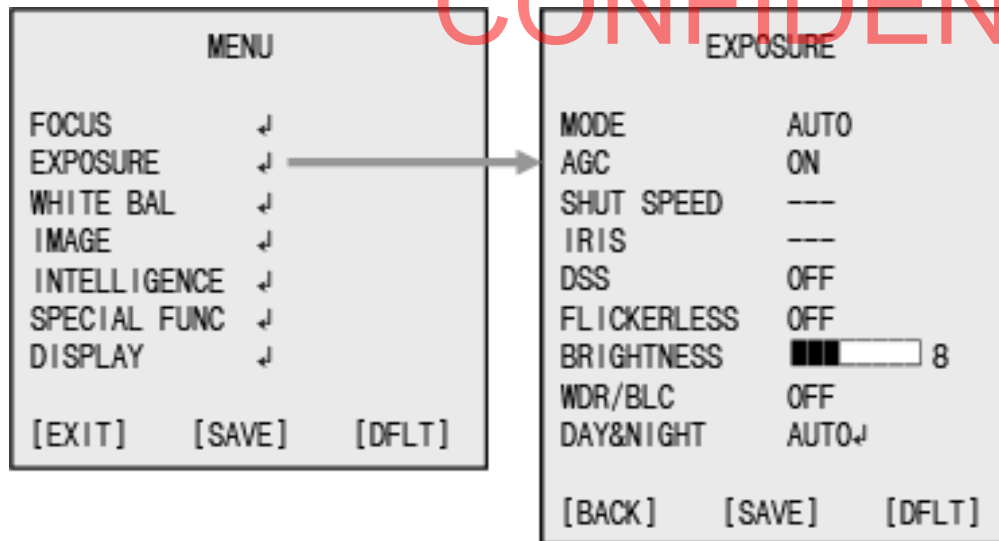 CONFIDEN
MENU
FOCUS ↲
EXPOSURE ↲
WHITE BAL ↲
IMAGE ↲
INTELLIGENCE ↲
SPECIAL FUNC ↲
DISPLAY ↲
[EXIT] [SAVE] [DFLT]
EXPOSURE
MODE AUTO
AGC ON
SHUT SPEED ---
IRIS ---
DSS OFF
FLICKERLESS OFF
BRIGHTNESS 8
WDR/BLC OFF
DAY&NIGHT AUTO↲
[BACK] [SAVE] [DFLT]